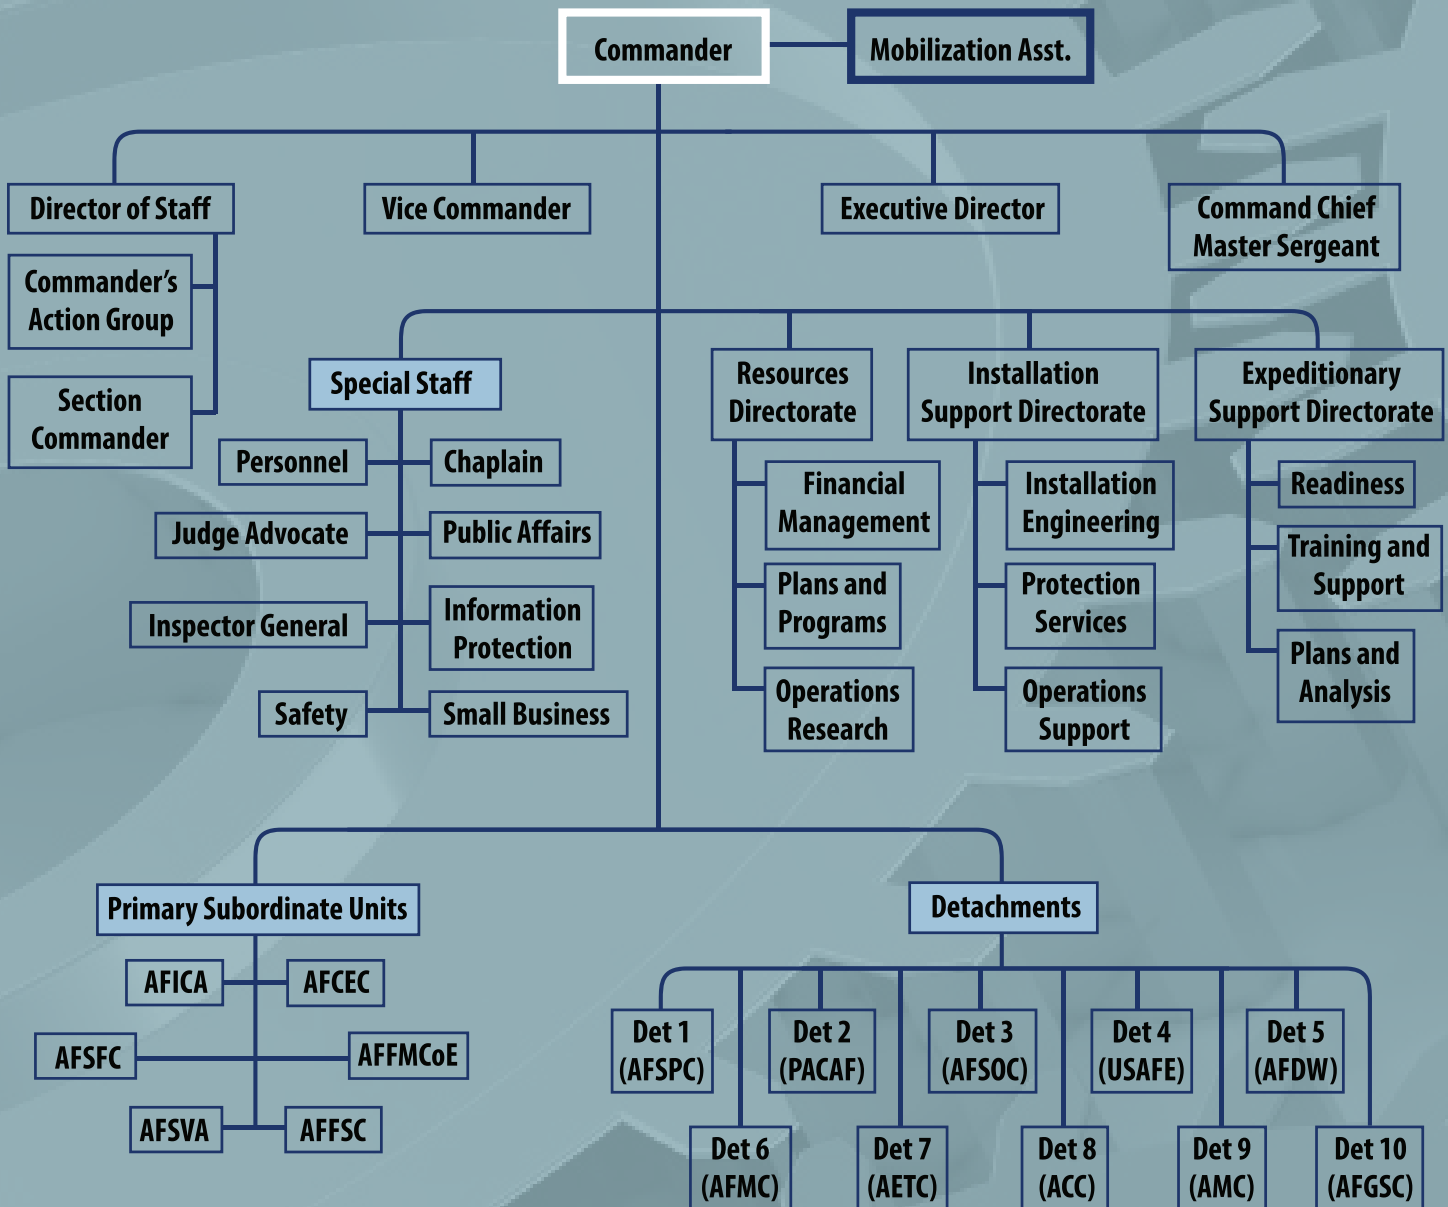 Commander
Mobilization Asst.
Director of Staff
Vice Commander
Executive Director
Command Chief
Master Sergeant
Commander’s
Action Group
Section
Commander
Special Staff
Personnel
Chaplain
Judge Advocate
Public Affairs
Inspector General
Information
Protection
Safety
Small Business
Resources
Directorate
Financial
Management
Plans and
Programs
Operations
Research
Installation
Support Directorate
Installation
Engineering
Protection
Services
Operations
Support
Expeditionary
Support Directorate
Readiness
Training and
Support
Plans and
Analysis
Primary Subordinate Units
AFICA
AFCEC
AFSFC
AFFMCoE
AFSVA
AFFSC
Detachments
Det 1
(AFSPC)
Det 2
(PACAF)
Det 3
(AFSOC)
Det 4
(USAFE)
Det 5
(AFDW)
Det 6
(AFMC)
Det 7
(AETC)
Det 8
(ACC)
Det 9
(AMC)
Det 10
(AFGSC)